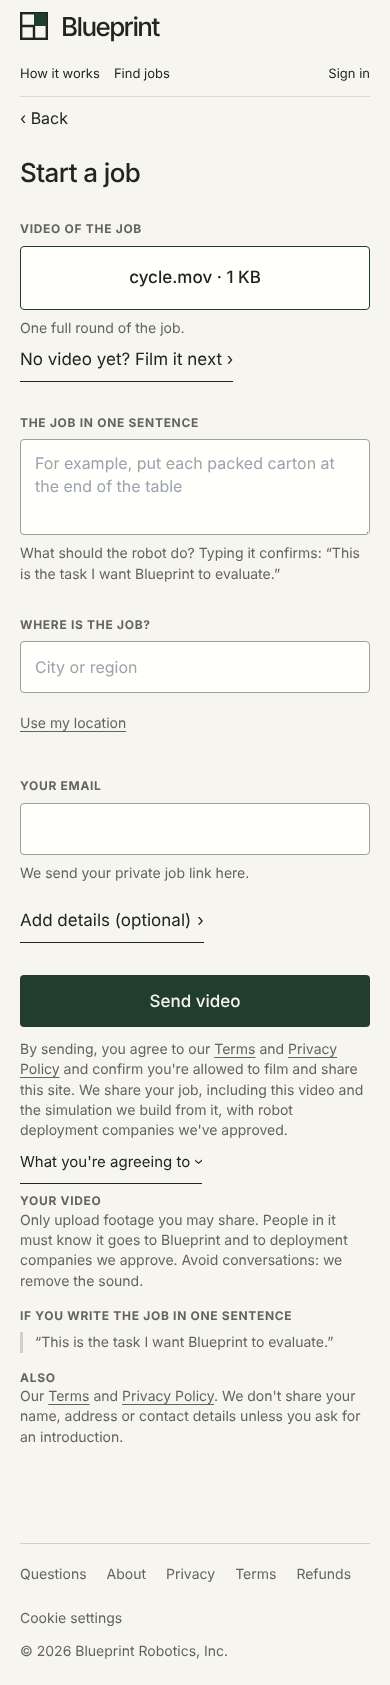 Blueprint
How it works Find jobs Sign in
‹ Back
Start a job
VIDEO OF THE JOB
cycle.mov · 1 KB
One full round of the job.
No video yet? Film it next ›
THE JOB IN ONE SENTENCE
For example, put each packed carton at
the end of the table
What should the robot do? Typing it confirms: “This
is the task I want Blueprint to evaluate.”
WHERE IS THE JOB?
City or region
Use my location
YOUR EMAIL
We send your private job link here.
Add details (optional) ›
Send video
By sending, you agree to our Terms and Privacy
Policy and confirm you're allowed to film and share
this site. We share your job, including this video and
the simulation we build from it, with robot
deployment companies we've approved.
What you're agreeing to
YOUR VIDEO
Only upload footage you may share. People in it
must know it goes to Blueprint and to deployment
companies we approve. Avoid conversations: we
remove the sound.
IF YOU WRITE THE JOB IN ONE SENTENCE
“This is the task I want Blueprint to evaluate.”
ALSO
Our Terms and Privacy Policy. We don't share your
name, address or contact details unless you ask for
an introduction.
Questions About Privacy Terms Refunds
Cookie settings
© 2026 Blueprint Robotics, Inc.